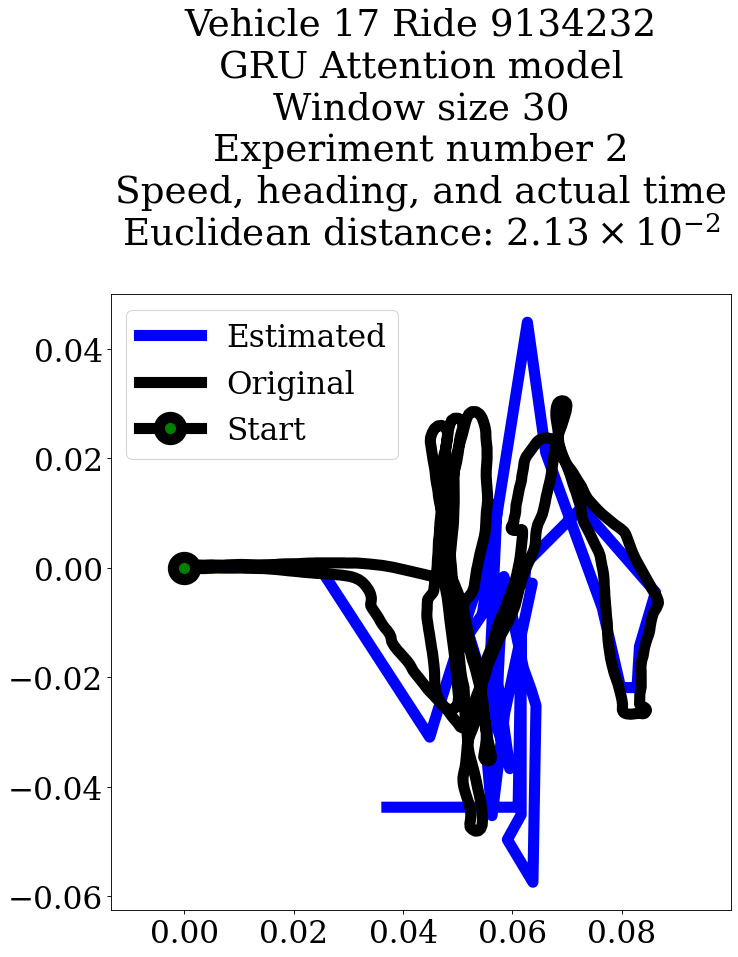 Vehicle 17 Ride 9134232
GRU Attention model
Window size 30
Experiment number 2
Speed, heading, and actual time
Euclidean distance: 2.13 × 10⁻²
Estimated
Original
Start
0.04
0.02
0.00
−0.02
−0.04
−0.06
0.00 0.02 0.04 0.06 0.08